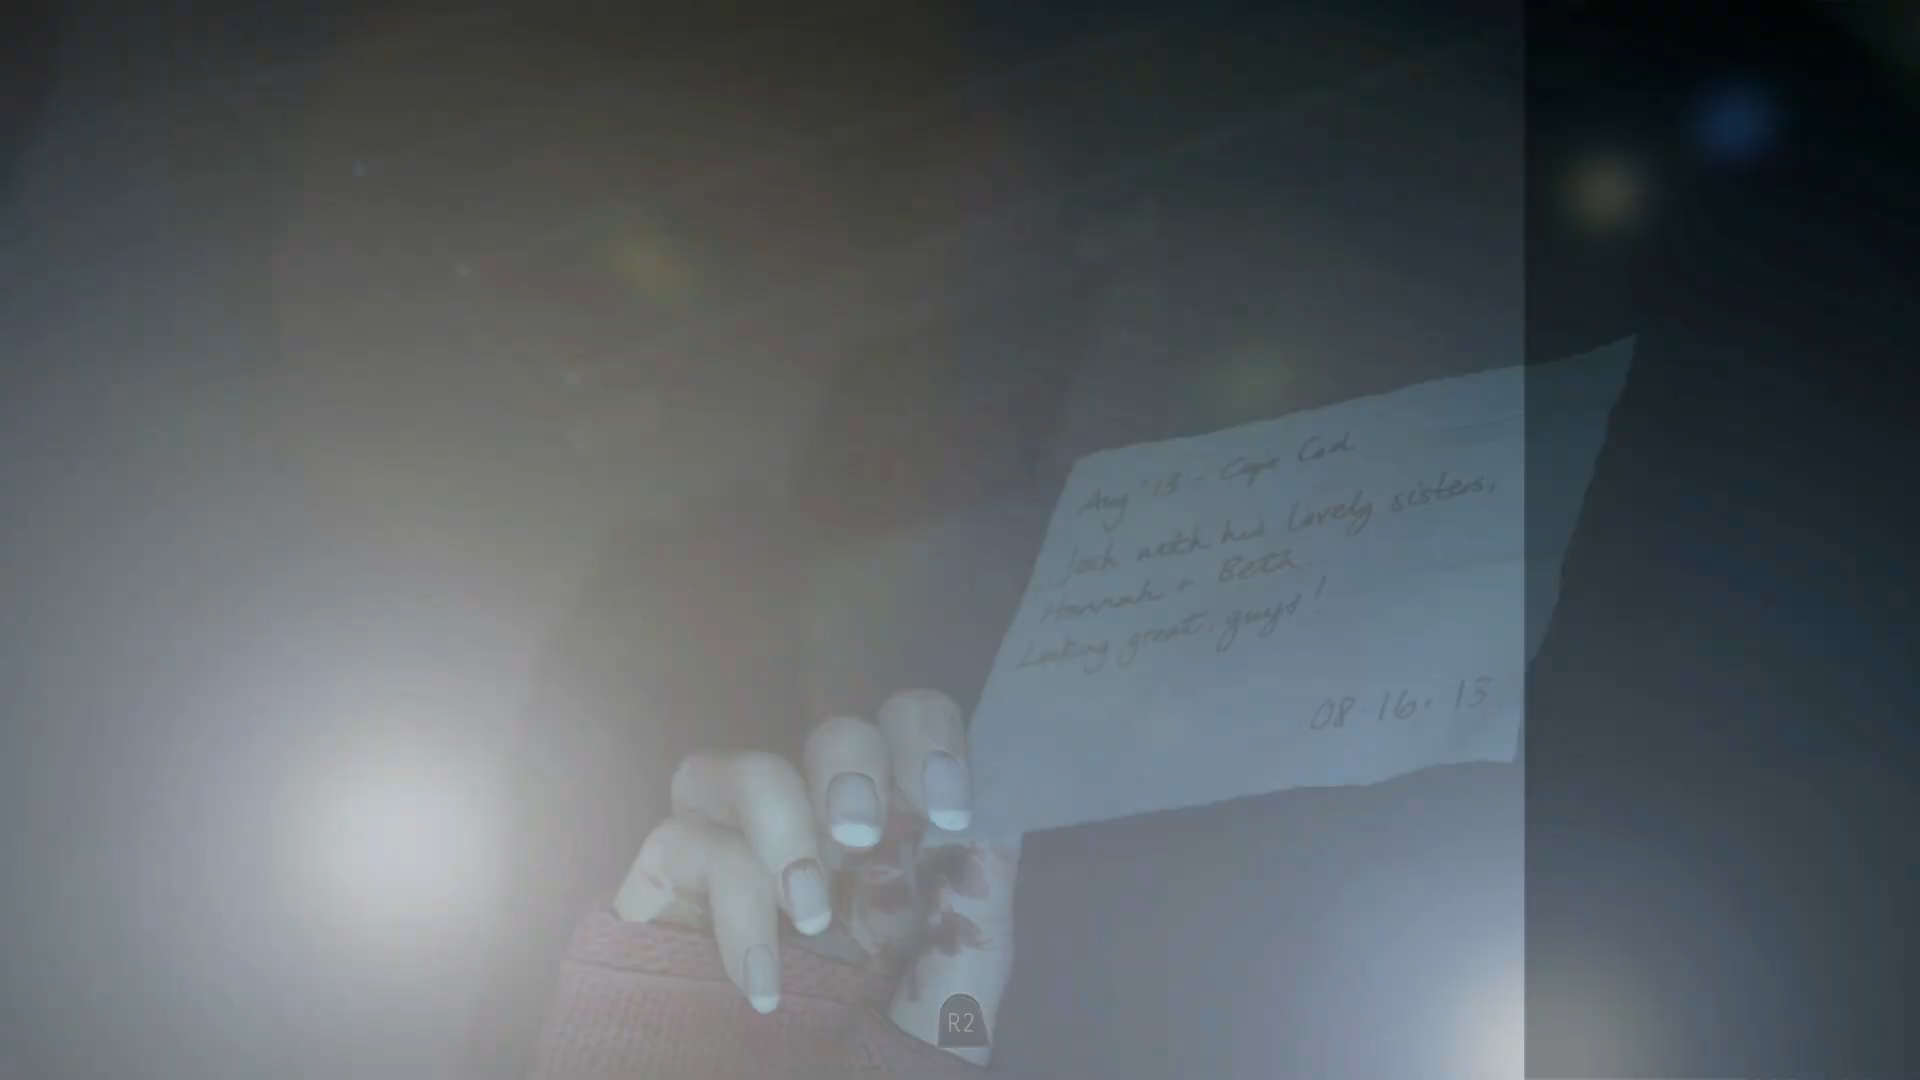 Aug '13 - Cape Cod
Josh with his lovely sisters,
Hannah + Beth.
Looking great, guys!
08.16.13
R2